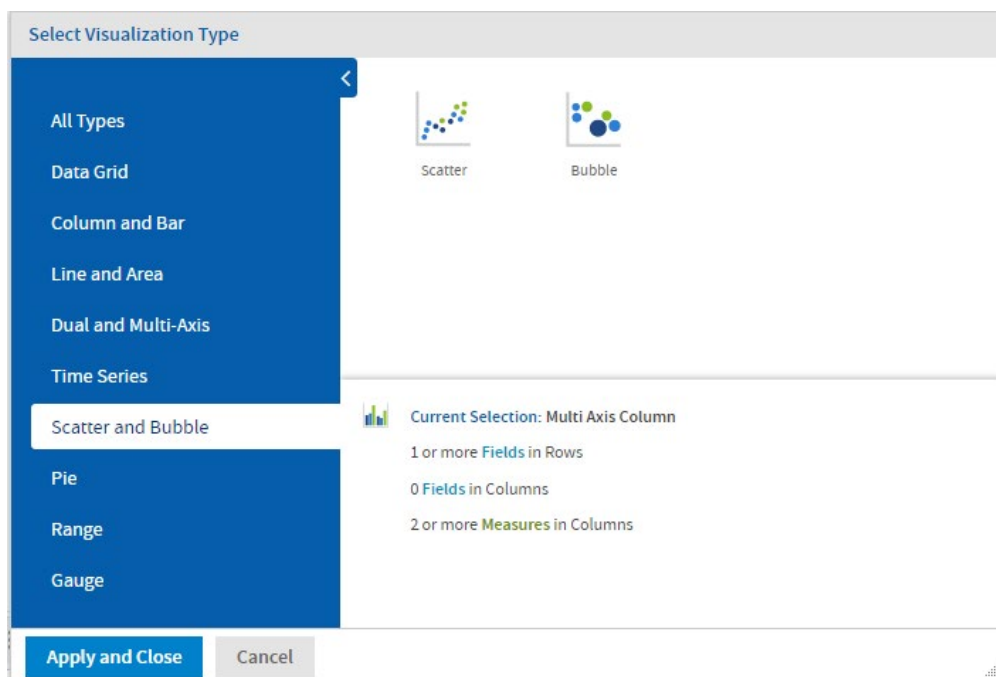 Select Visualization Type
All Types
Data Grid
Column and Bar
Line and Area
Dual and Multi-Axis
Time Series
Scatter and Bubble
Pie
Range
Gauge
Scatter
Bubble
Current Selection: Multi Axis Column
1 or more Fields in Rows
0 Fields in Columns
2 or more Measures in Columns
Apply and Close
Cancel